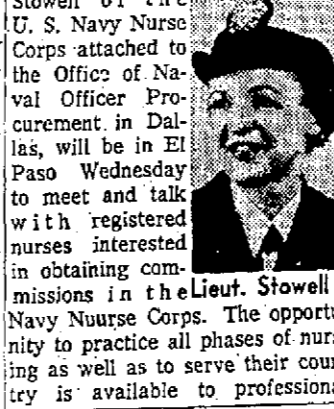 Stowell of the
U. S. Navy Nurse
Corps attached to
the Office of Na-
val Officer Pro-
curement in Dal-
las, will be in El
Paso Wednesday
to meet and talk
with registered
nurses interested
in obtaining com-
missions in the
Lieut. Stowell
Navy Nuurse Corps. The opportu
nity to practice all phases of nur
ing as well as to serve their cou
try is available to profession